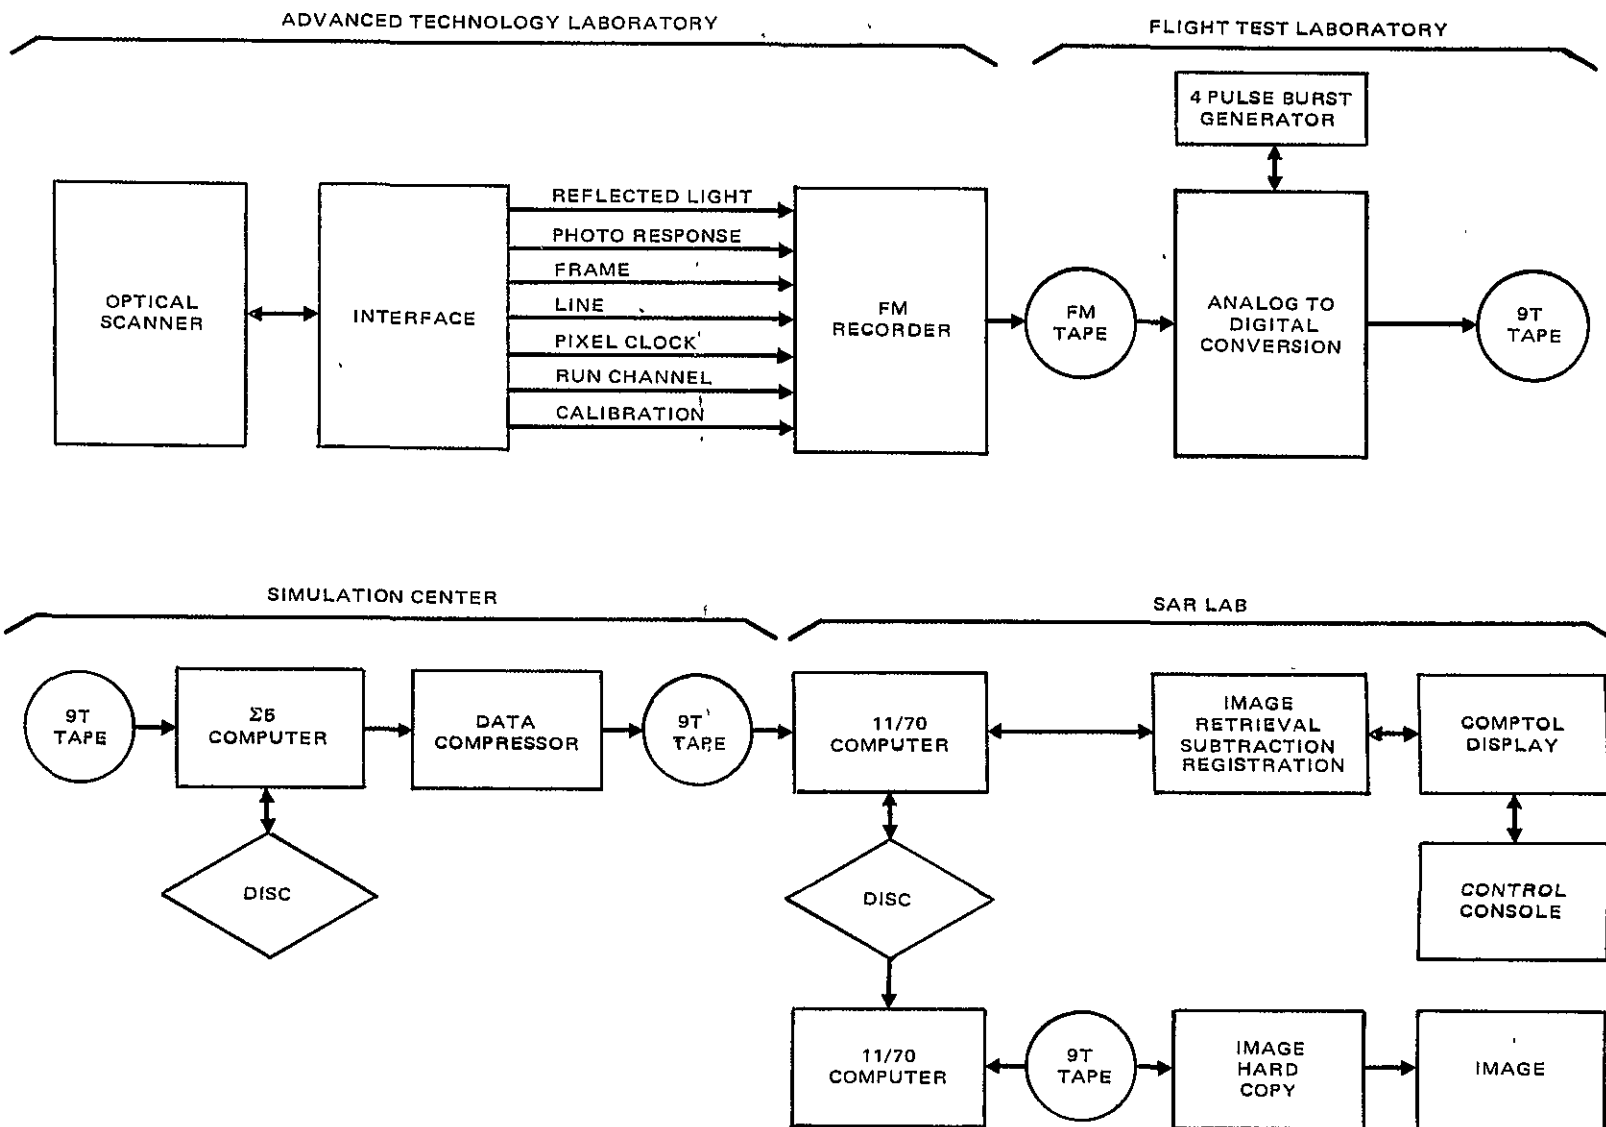 ADVANCED TECHNOLOGY LABORATORY
FLIGHT TEST LABORATORY
4 PULSE BURST
GENERATOR
OPTICAL
SCANNER
INTERFACE
REFLECTED LIGHT
PHOTO RESPONSE
FRAME
LINE
PIXEL CLOCK
RUN CHANNEL
CALIBRATION
FM
RECORDER
FM
TAPE
ANALOG TO
DIGITAL
CONVERSION
9T
TAPE
SIMULATION CENTER
SAR LAB
9T
TAPE
Σ5
COMPUTER
DATA
COMPRESSOR
9T
TAPE
11/70
COMPUTER
IMAGE
RETRIEVAL
SUBTRACTION
REGISTRATION
COMPTOL
DISPLAY
DISC
DISC
CONTROL
CONSOLE
11/70
COMPUTER
9T
TAPE
IMAGE
HARD
COPY
IMAGE